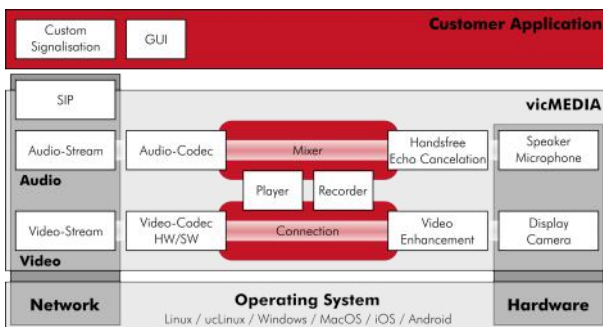 Customer Application
Custom
Signalisation
GUI
SIP
vicMEDIA
Audio-Stream
Audio-Codec
Mixer
Handsfree
Echo Cancelation
Speaker
Microphone
Audio
Player
Recorder
Video-Stream
Video-Codec
HW/SW
Connection
Video
Enhancement
Display
Camera
Video
Network
Operating System
Hardware
Linux / ucLinux / Windows / MacOS / iOS / Android